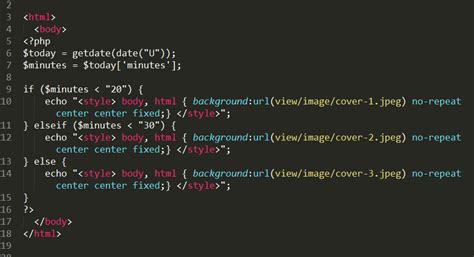 2
3 <html>
4 <body>
5 <?php
6 $today = getdate(date("U"));
7 $minutes = $today['minutes'];
8
9 if ($minutes < "20") {
10 echo "<style> body, html { background:url(view/image/cover-1.jpeg) no-repeat
center center fixed;} </style>";
11 } elseif ($minutes < "30") {
12 echo "<style> body, html { background:url(view/image/cover-2.jpeg) no-repeat
center center fixed;} </style>";
13 } else {
14 echo "<style> body, html { background:url(view/image/cover-3.jpeg) no-repeat
center center fixed;} </style>";
15 }
16 ?>
17 </body>
18 </html>
19